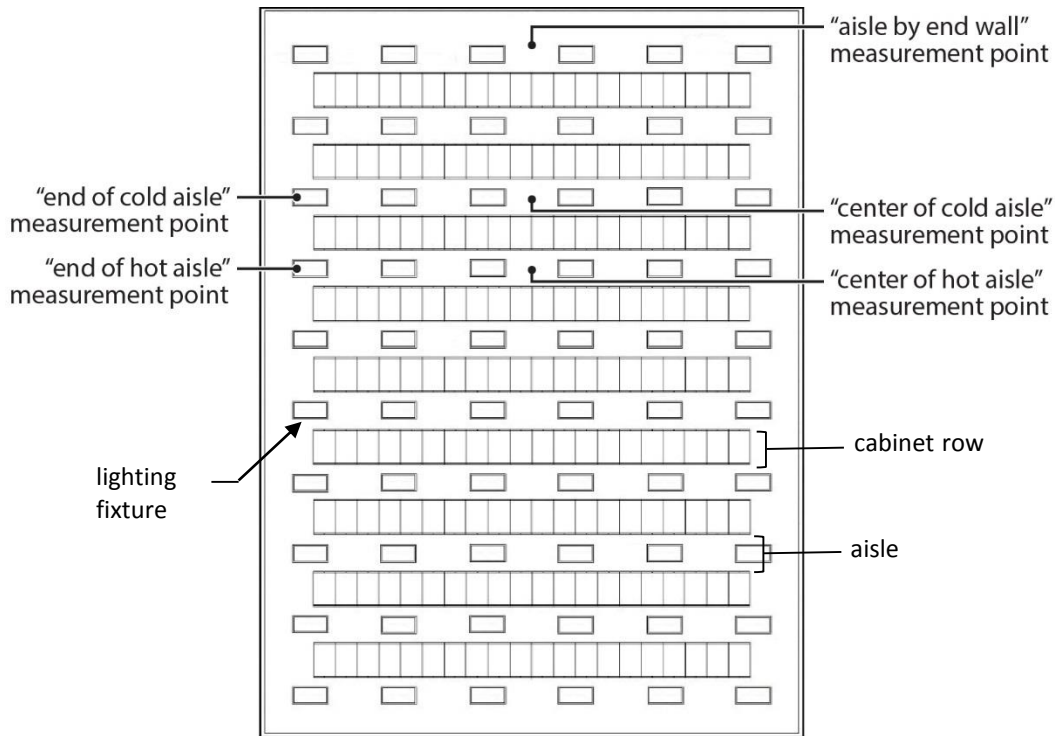 “aisle by end wall”
measurement point
“end of cold aisle”
measurement point
“center of cold aisle”
measurement point
“end of hot aisle”
measurement point
“center of hot aisle”
measurement point
cabinet row
lighting
fixture
aisle